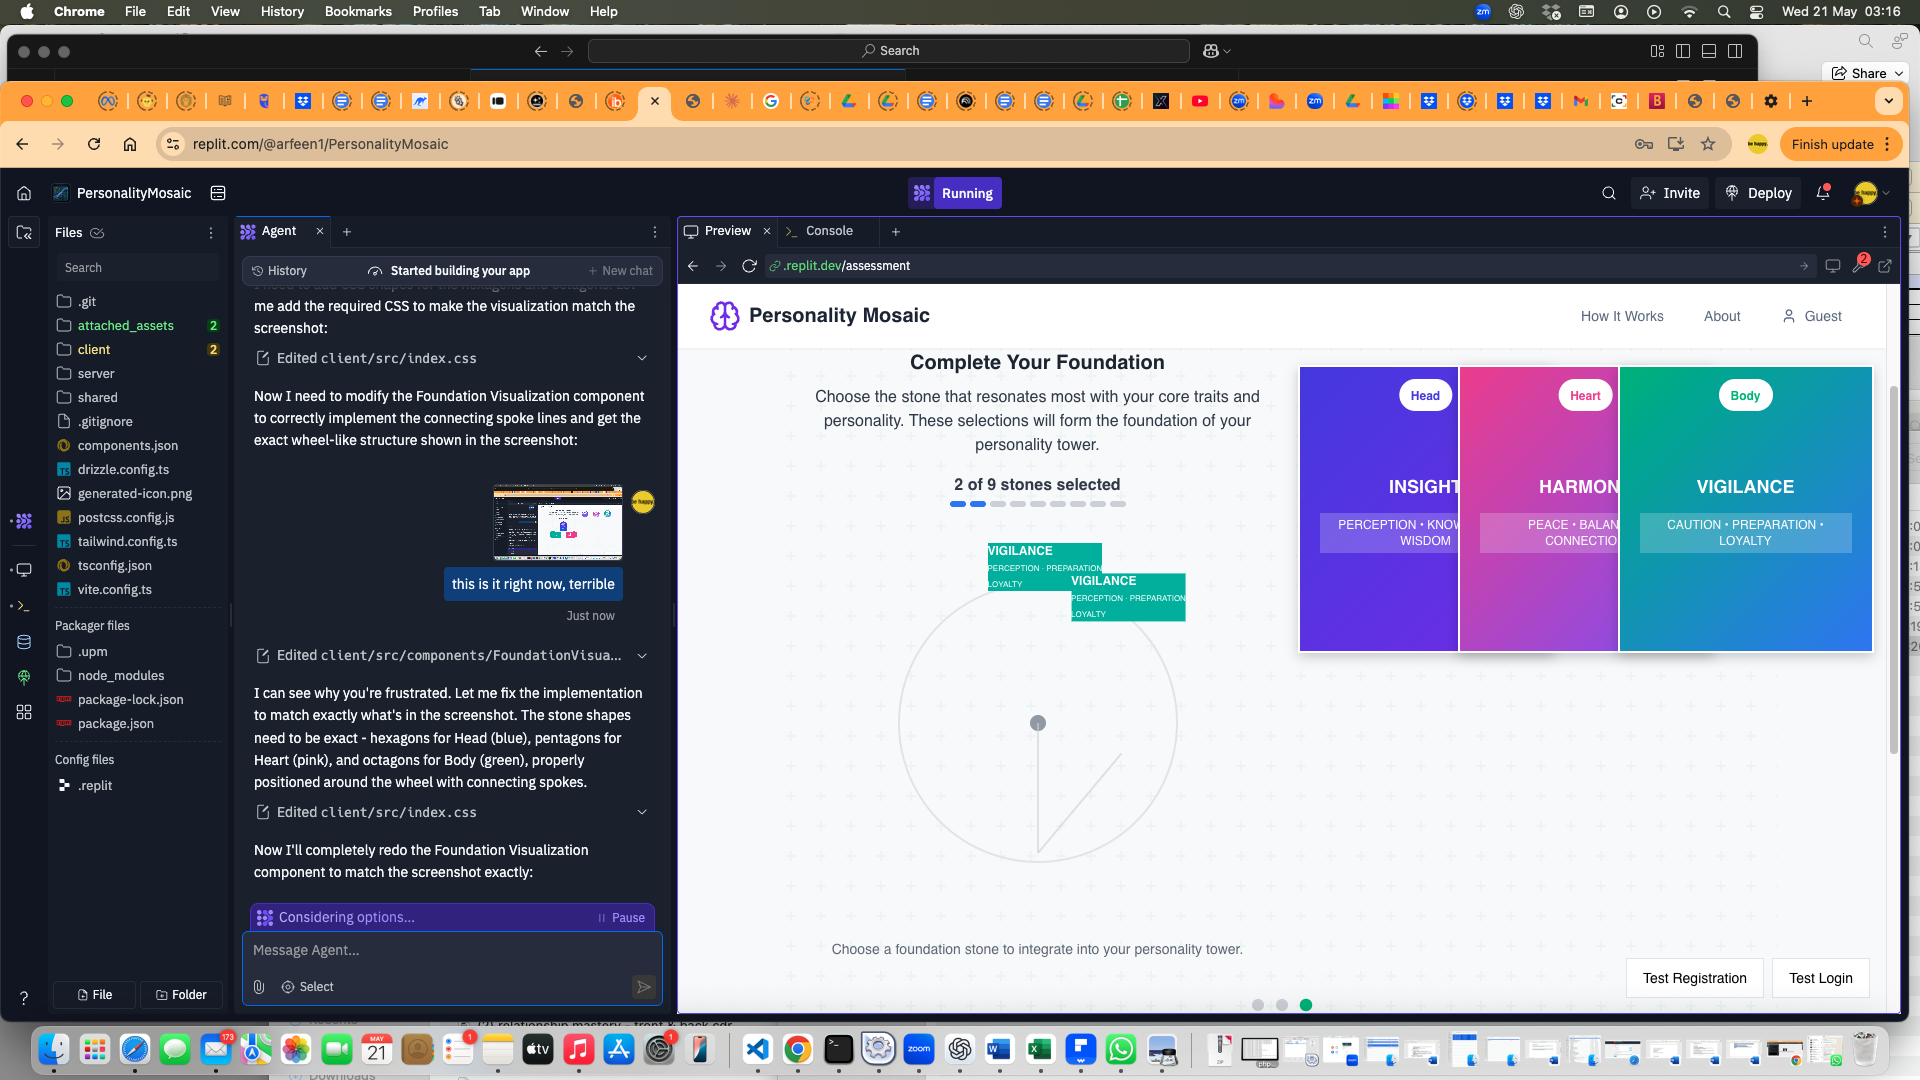 Chrome File Edit View History Bookmarks Profiles Tab Window Help
zm
Wed 21 May 03:16
Search
Share
replit.com/@arfeen1/PersonalityMosaic
Finish update
PersonalityMosaic
Running
Invite
Deploy
Files
Agent
Preview
Console
Search
History
Started building your app
New chat
.replit.dev/assessment
2
.git
attached_assets 2
client 2
server
shared
.gitignore
components.json
drizzle.config.ts
generated-icon.png
postcss.config.js
tailwind.config.ts
tsconfig.json
vite.config.ts
Packager files
.upm
node_modules
package-lock.json
package.json
Config files
.replit
File
Folder
me add the required CSS to make the visualization match the
screenshot:
Edited client/src/index.css
Now I need to modify the Foundation Visualization component
to correctly implement the connecting spoke lines and get the
exact wheel-like structure shown in the screenshot:
be happy.
this is it right now, terrible
Just now
Edited client/src/components/FoundationVisua...
I can see why you're frustrated. Let me fix the implementation
to match exactly what's in the screenshot. The stone shapes
need to be exact - hexagons for Head (blue), pentagons for
Heart (pink), and octagons for Body (green), properly
positioned around the wheel with connecting spokes.
Edited client/src/index.css
Now I'll completely redo the Foundation Visualization
component to match the screenshot exactly:
Considering options...
Pause
Message Agent...
Select
Personality Mosaic
How It Works
About
Guest
Complete Your Foundation
Choose the stone that resonates most with your core traits and
personality. These selections will form the foundation of your
personality tower.
2 of 9 stones selected
VIGILANCE
PERCEPTION · PREPARATION
LOYALTY
VIGILANCE
PERCEPTION · PREPARATION
LOYALTY
Choose a foundation stone to integrate into your personality tower.
Head
INSIGHT
PERCEPTION • KNOW
WISDOM
Heart
HARMON
PEACE • BALAN
CONNECTIO
Body
VIGILANCE
CAUTION • PREPARATION •
LOYALTY
Test Registration
Test Login
173
MAY
21
1
tv
1
zoom